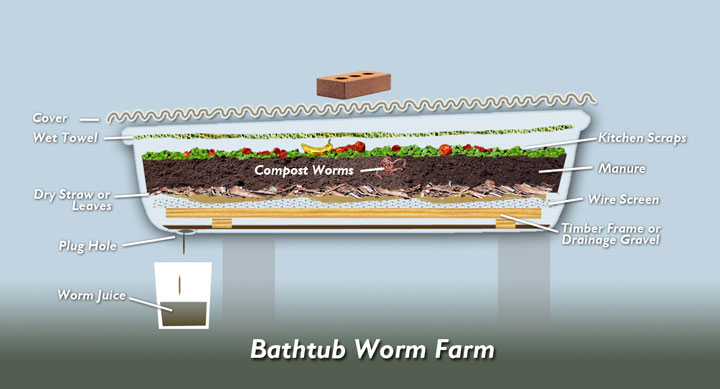 Cover
Wet Towel
Kitchen Scraps
Compost Worms
Manure
Dry Straw or
Leaves
Wire Screen
Timber Frame or
Drainage Gravel
Plug Hole
Worm Juice
Bathtub Worm Farm